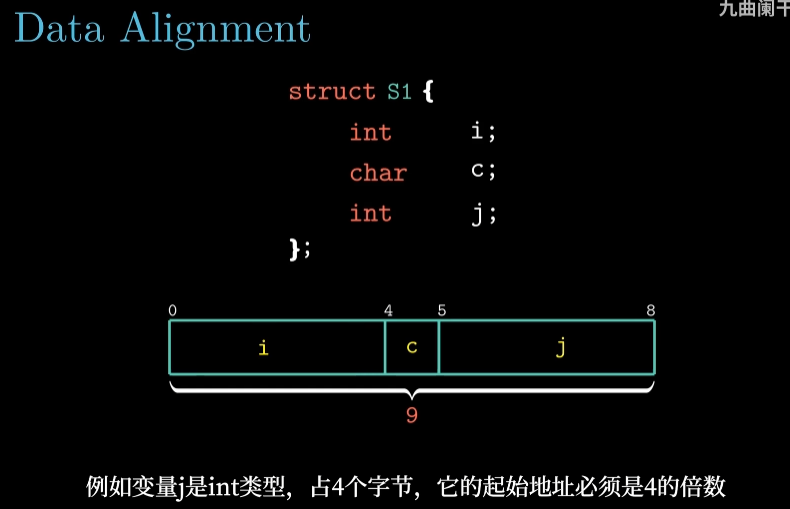 九曲阑干
Data Alignment
struct S1 {
int i;
char c;
int j;
};
0 4 5 8
i c j
9
例如变量j是int类型，占4个字节，它的起始地址必须是4的倍数